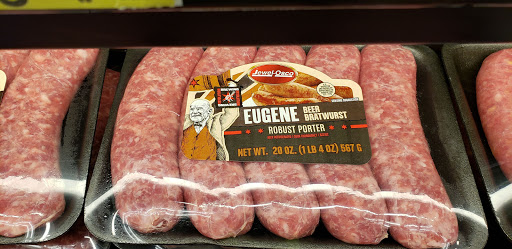 Jewel-Osco
EUGENE BEER
BRATWURST
ROBUST PORTER
NET WT. 20 OZ. (1 LB 4 OZ) 567 G